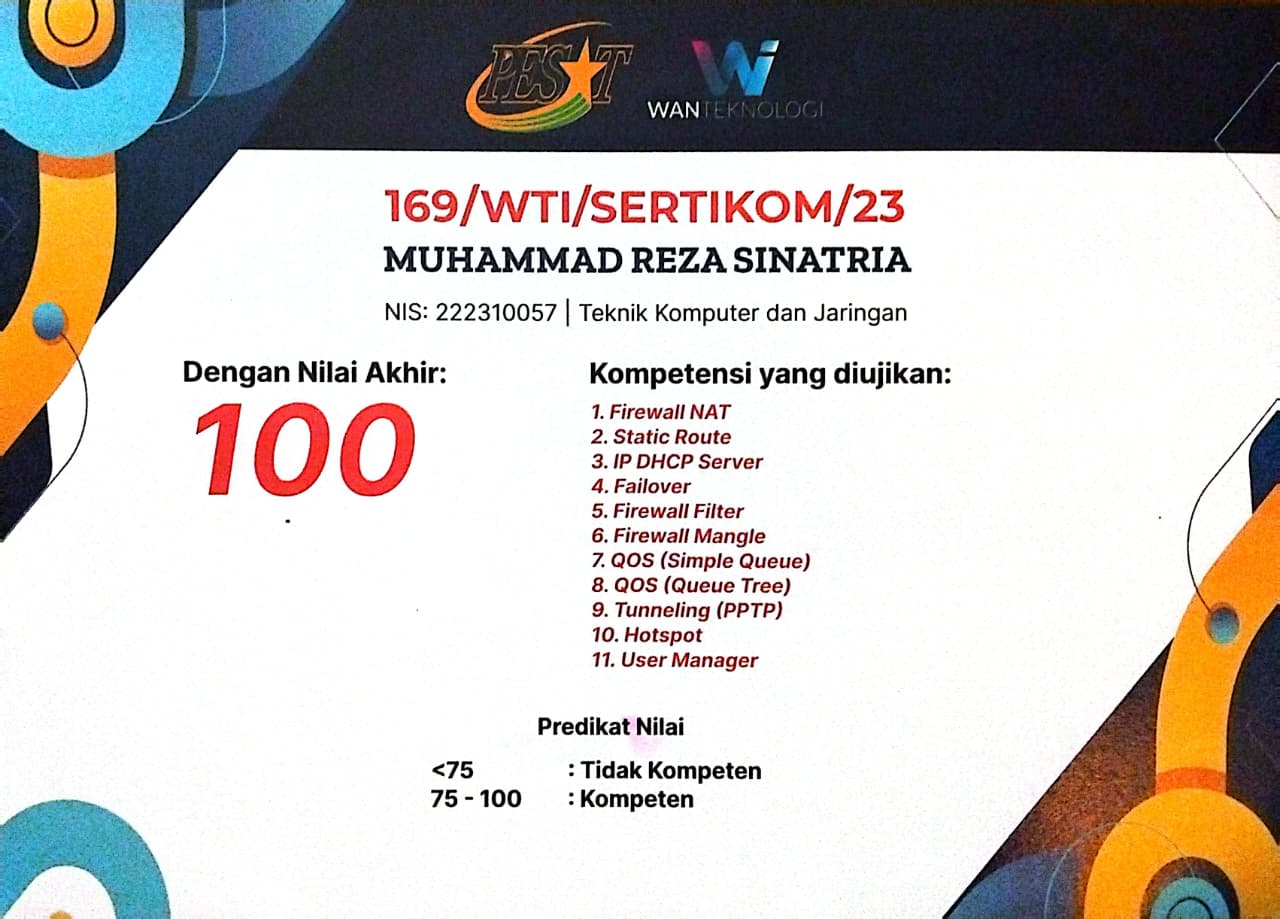 PESAT
Wi
WANTEKNOLOGI
169/WTI/SERTIKOM/23
MUHAMMAD REZA SINATRIA
NIS: 222310057 | Teknik Komputer dan Jaringan
Dengan Nilai Akhir:
100
Kompetensi yang diujikan:
1. Firewall NAT
2. Static Route
3. IP DHCP Server
4. Failover
5. Firewall Filter
6. Firewall Mangle
7. QOS (Simple Queue)
8. QOS (Queue Tree)
9. Tunneling (PPTP)
10. Hotspot
11. User Manager
Predikat Nilai
<75 : Tidak Kompeten
75 - 100 : Kompeten